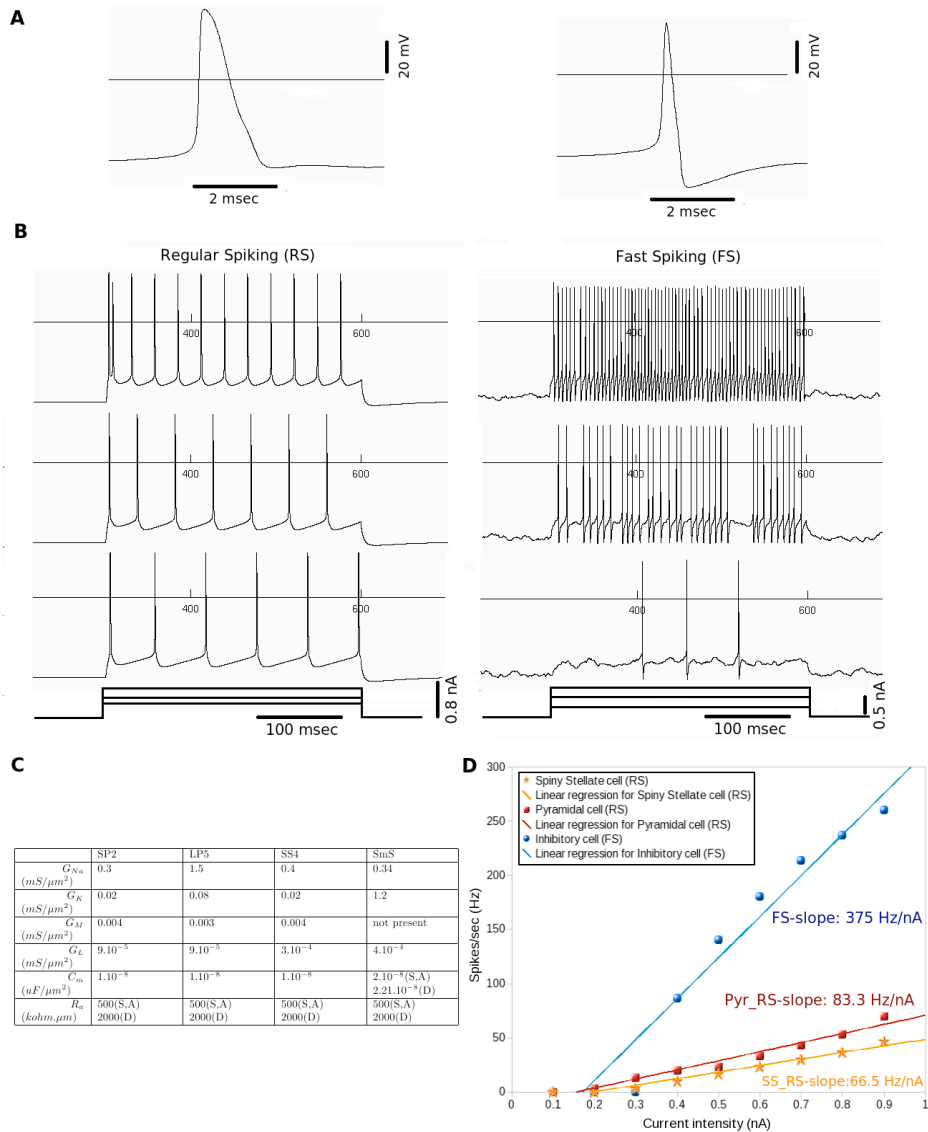 A
20 mV
20 mV
2 msec
2 msec
B
Regular Spiking (RS)
Fast Spiking (FS)
400
600
400
600
400
600
400
600
400
600
400
600
0.8 nA
0.5 nA
100 msec
100 msec
C
SP2 LP5 SS4 SmS
G_Na (mS/μm²) 0.3 1.5 0.4 0.34
G_K (mS/μm²) 0.02 0.08 0.02 1.2
G_M (mS/μm²) 0.004 0.003 0.004 not present
G_L (mS/μm²) 9.10⁻⁵ 9.10⁻⁵ 3.10⁻⁴ 4.10⁻⁴
C_m (uF/μm²) 1.10⁻⁸ 1.10⁻⁸ 1.10⁻⁸ 2.10⁻⁸(S,A)
2.21.10⁻⁸(D)
R_a (kohm.μm) 500(S,A) 500(S,A) 500(S,A) 500(S,A)
2000(D) 2000(D) 2000(D) 2000(D)
D
300
250
200
150
100
50
0
Spikes/sec (Hz)
Spiny Stellate cell (RS)
Linear regression for Spiny Stellate cell (RS)
Pyramidal cell (RS)
Linear regression for Pyramidal cell (RS)
Inhibitory cell (FS)
Linear regression for Inhibitory cell (FS)
FS-slope: 375 Hz/nA
Pyr_RS-slope: 83.3 Hz/nA
SS_RS-slope:66.5 Hz/nA
0 0.1 0.2 0.3 0.4 0.5 0.6 0.7 0.8 0.9 1
Current intensity (nA)